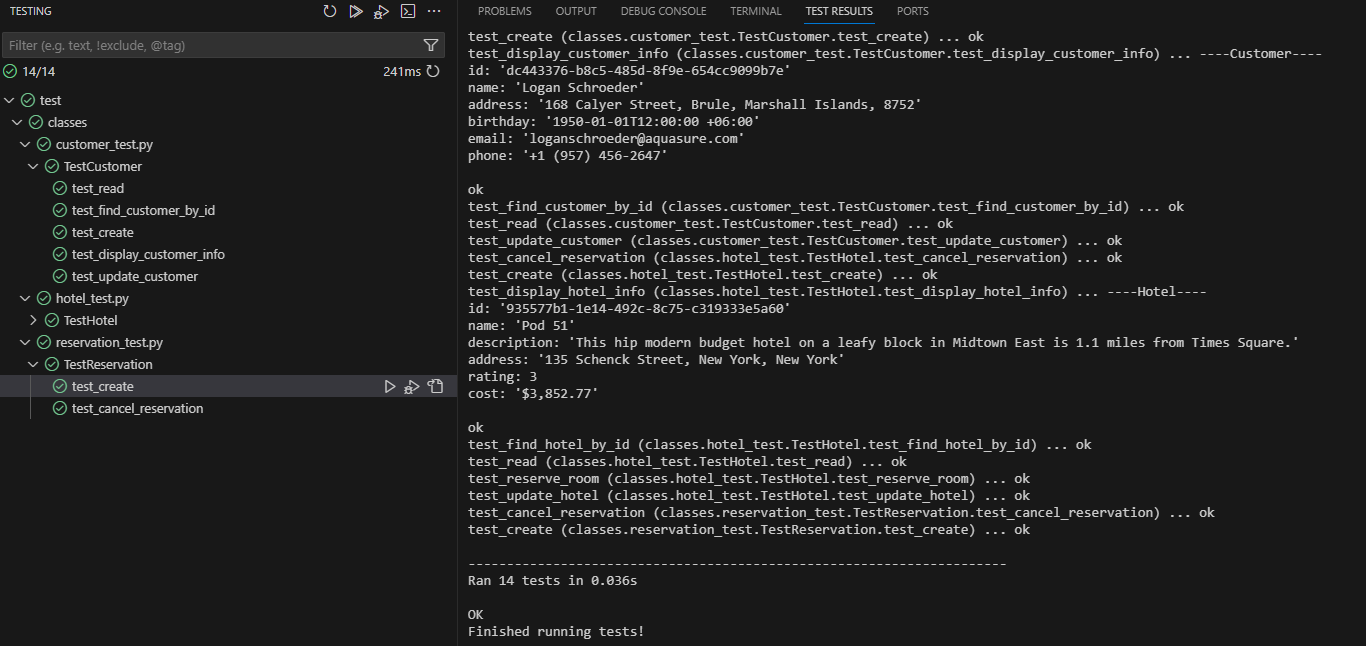 TESTING
Filter (e.g. text, !exclude, @tag)
14/14 241ms
test
classes
customer_test.py
TestCustomer
test_read
test_find_customer_by_id
test_create
test_display_customer_info
test_update_customer
hotel_test.py
TestHotel
reservation_test.py
TestReservation
test_create
test_cancel_reservation
PROBLEMS OUTPUT DEBUG CONSOLE TERMINAL TEST RESULTS PORTS
test_create (classes.customer_test.TestCustomer.test_create) ... ok
test_display_customer_info (classes.customer_test.TestCustomer.test_display_customer_info) ... ----Customer----
id: 'dc443376-b8c5-485d-8f9e-654cc9099b7e'
name: 'Logan Schroeder'
address: '168 Calyer Street, Brule, Marshall Islands, 8752'
birthday: '1950-01-01T12:00:00 +06:00'
email: 'loganschroeder@aquasure.com'
phone: '+1 (957) 456-2647'
ok
test_find_customer_by_id (classes.customer_test.TestCustomer.test_find_customer_by_id) ... ok
test_read (classes.customer_test.TestCustomer.test_read) ... ok
test_update_customer (classes.customer_test.TestCustomer.test_update_customer) ... ok
test_cancel_reservation (classes.hotel_test.TestHotel.test_cancel_reservation) ... ok
test_create (classes.hotel_test.TestHotel.test_create) ... ok
test_display_hotel_info (classes.hotel_test.TestHotel.test_display_hotel_info) ... ----Hotel----
id: '935577b1-1e14-492c-8c75-c319333e5a60'
name: 'Pod 51'
description: 'This hip modern budget hotel on a leafy block in Midtown East is 1.1 miles from Times Square.'
address: '135 Schenck Street, New York, New York'
rating: 3
cost: '$3,852.77'
ok
test_find_hotel_by_id (classes.hotel_test.TestHotel.test_find_hotel_by_id) ... ok
test_read (classes.hotel_test.TestHotel.test_read) ... ok
test_reserve_room (classes.hotel_test.TestHotel.test_reserve_room) ... ok
test_update_hotel (classes.hotel_test.TestHotel.test_update_hotel) ... ok
test_cancel_reservation (classes.reservation_test.TestReservation.test_cancel_reservation) ... ok
test_create (classes.reservation_test.TestReservation.test_create) ... ok
----------------------------------------------------------------------
Ran 14 tests in 0.036s
OK
Finished running tests!